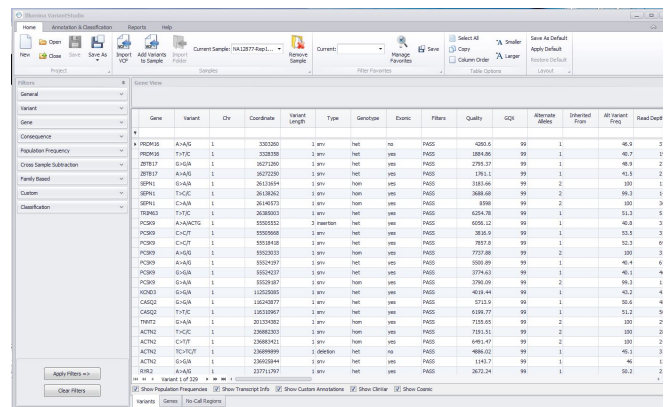 Illumina VariantStudio
Home Annotation & Classification Reports Help
New Open Close Save Save As Import VCF Add Variants to Sample Import Folder Current Sample: NA12877-Rep1... Remove Sample Current: Manage Favorites Save Select All Copy Column Order Smaller Larger Save As Default Apply Default Restore Default
Project Samples Filter Favorites Table Options Layout
Filters
General
Variant
Gene
Consequence
Population Frequency
Cross Sample Subtraction
Family Based
Custom
Classification
Apply Filters =>
Clear Filters
Gene View
Gene Variant Chr Coordinate Variant Length Type Genotype Exonic Filters Quality GQX Alternate Alleles Inherited From Alt Variant Freq Read Depth
PRDM16 A>A/G 1 3303260 1 snv het no PASS 4260.6 99 1 46.9
PRDM16 T>T/C 1 3328358 1 snv het yes PASS 1884.86 99 1 40.7
ZBTB17 G>G/A 1 16271260 1 snv het yes PASS 2795.37 99 1 48.9
ZBTB17 A>A/G 1 16272250 1 snv het yes PASS 1761.1 99 1 41.5
SEPN1 G>A/A 1 26131654 1 snv hom yes PASS 3183.66 99 2 100
SEPN1 T>C/C 1 26138262 1 snv hom yes PASS 3688.68 99 2 99.3
SEPN1 C>A/A 1 26140573 1 snv hom yes PASS 8598 99 2 100
TRIM63 T>T/C 1 26385003 1 snv het yes PASS 6254.78 99 1 51.3
PCSK9 A>A/ACTG 1 55505552 3 insertion het yes PASS 6056.12 99 1 40.8
PCSK9 C>C/T 1 55505668 1 snv het yes PASS 3816.9 99 1 53.5
PCSK9 C>C/T 1 55518418 1 snv het yes PASS 7857.8 99 1 52.3
PCSK9 A>G/G 1 55523033 1 snv hom yes PASS 7737.88 99 2 100
PCSK9 G>G/A 1 55524197 1 snv het yes PASS 5500.89 99 1 40.4
PCSK9 G>G/A 1 55524237 1 snv het yes PASS 3774.63 99 1 40.1
PCSK9 G>A/A 1 55529187 1 snv hom yes PASS 3790.09 99 2 99.3
KCND3 G>G/A 1 112525085 1 snv het yes PASS 4019.44 99 1 43.2
CASQ2 G>G/A 1 116243877 1 snv het yes PASS 5713.9 99 1 50.6
CASQ2 T>T/C 1 116310967 1 snv het yes PASS 6199.77 99 1 51.2
TNNT2 G>A/A 1 201334382 1 snv hom yes PASS 7155.65 99 2 100
ACTN2 T>C/C 1 236882303 1 snv hom yes PASS 7191.51 99 2 100
ACTN2 C>T/T 1 236883421 1 snv hom yes PASS 6491.47 99 2 100
ACTN2 TC>TC/T 1 236899899 1 deletion het yes PASS 4886.02 99 1 45.1
ACTN2 G>G/A 1 236925844 1 snv het yes PASS 1143.7 99 1 46
RYR2 A>A/G 1 237711797 1 snv het yes PASS 2672.24 99 1 50.2
Variant 1 of 329
Show Population Frequencies Show Transcript Info Show Custom Annotations Show ClinVar Show Cosmic
Variants Genes No-Call Regions